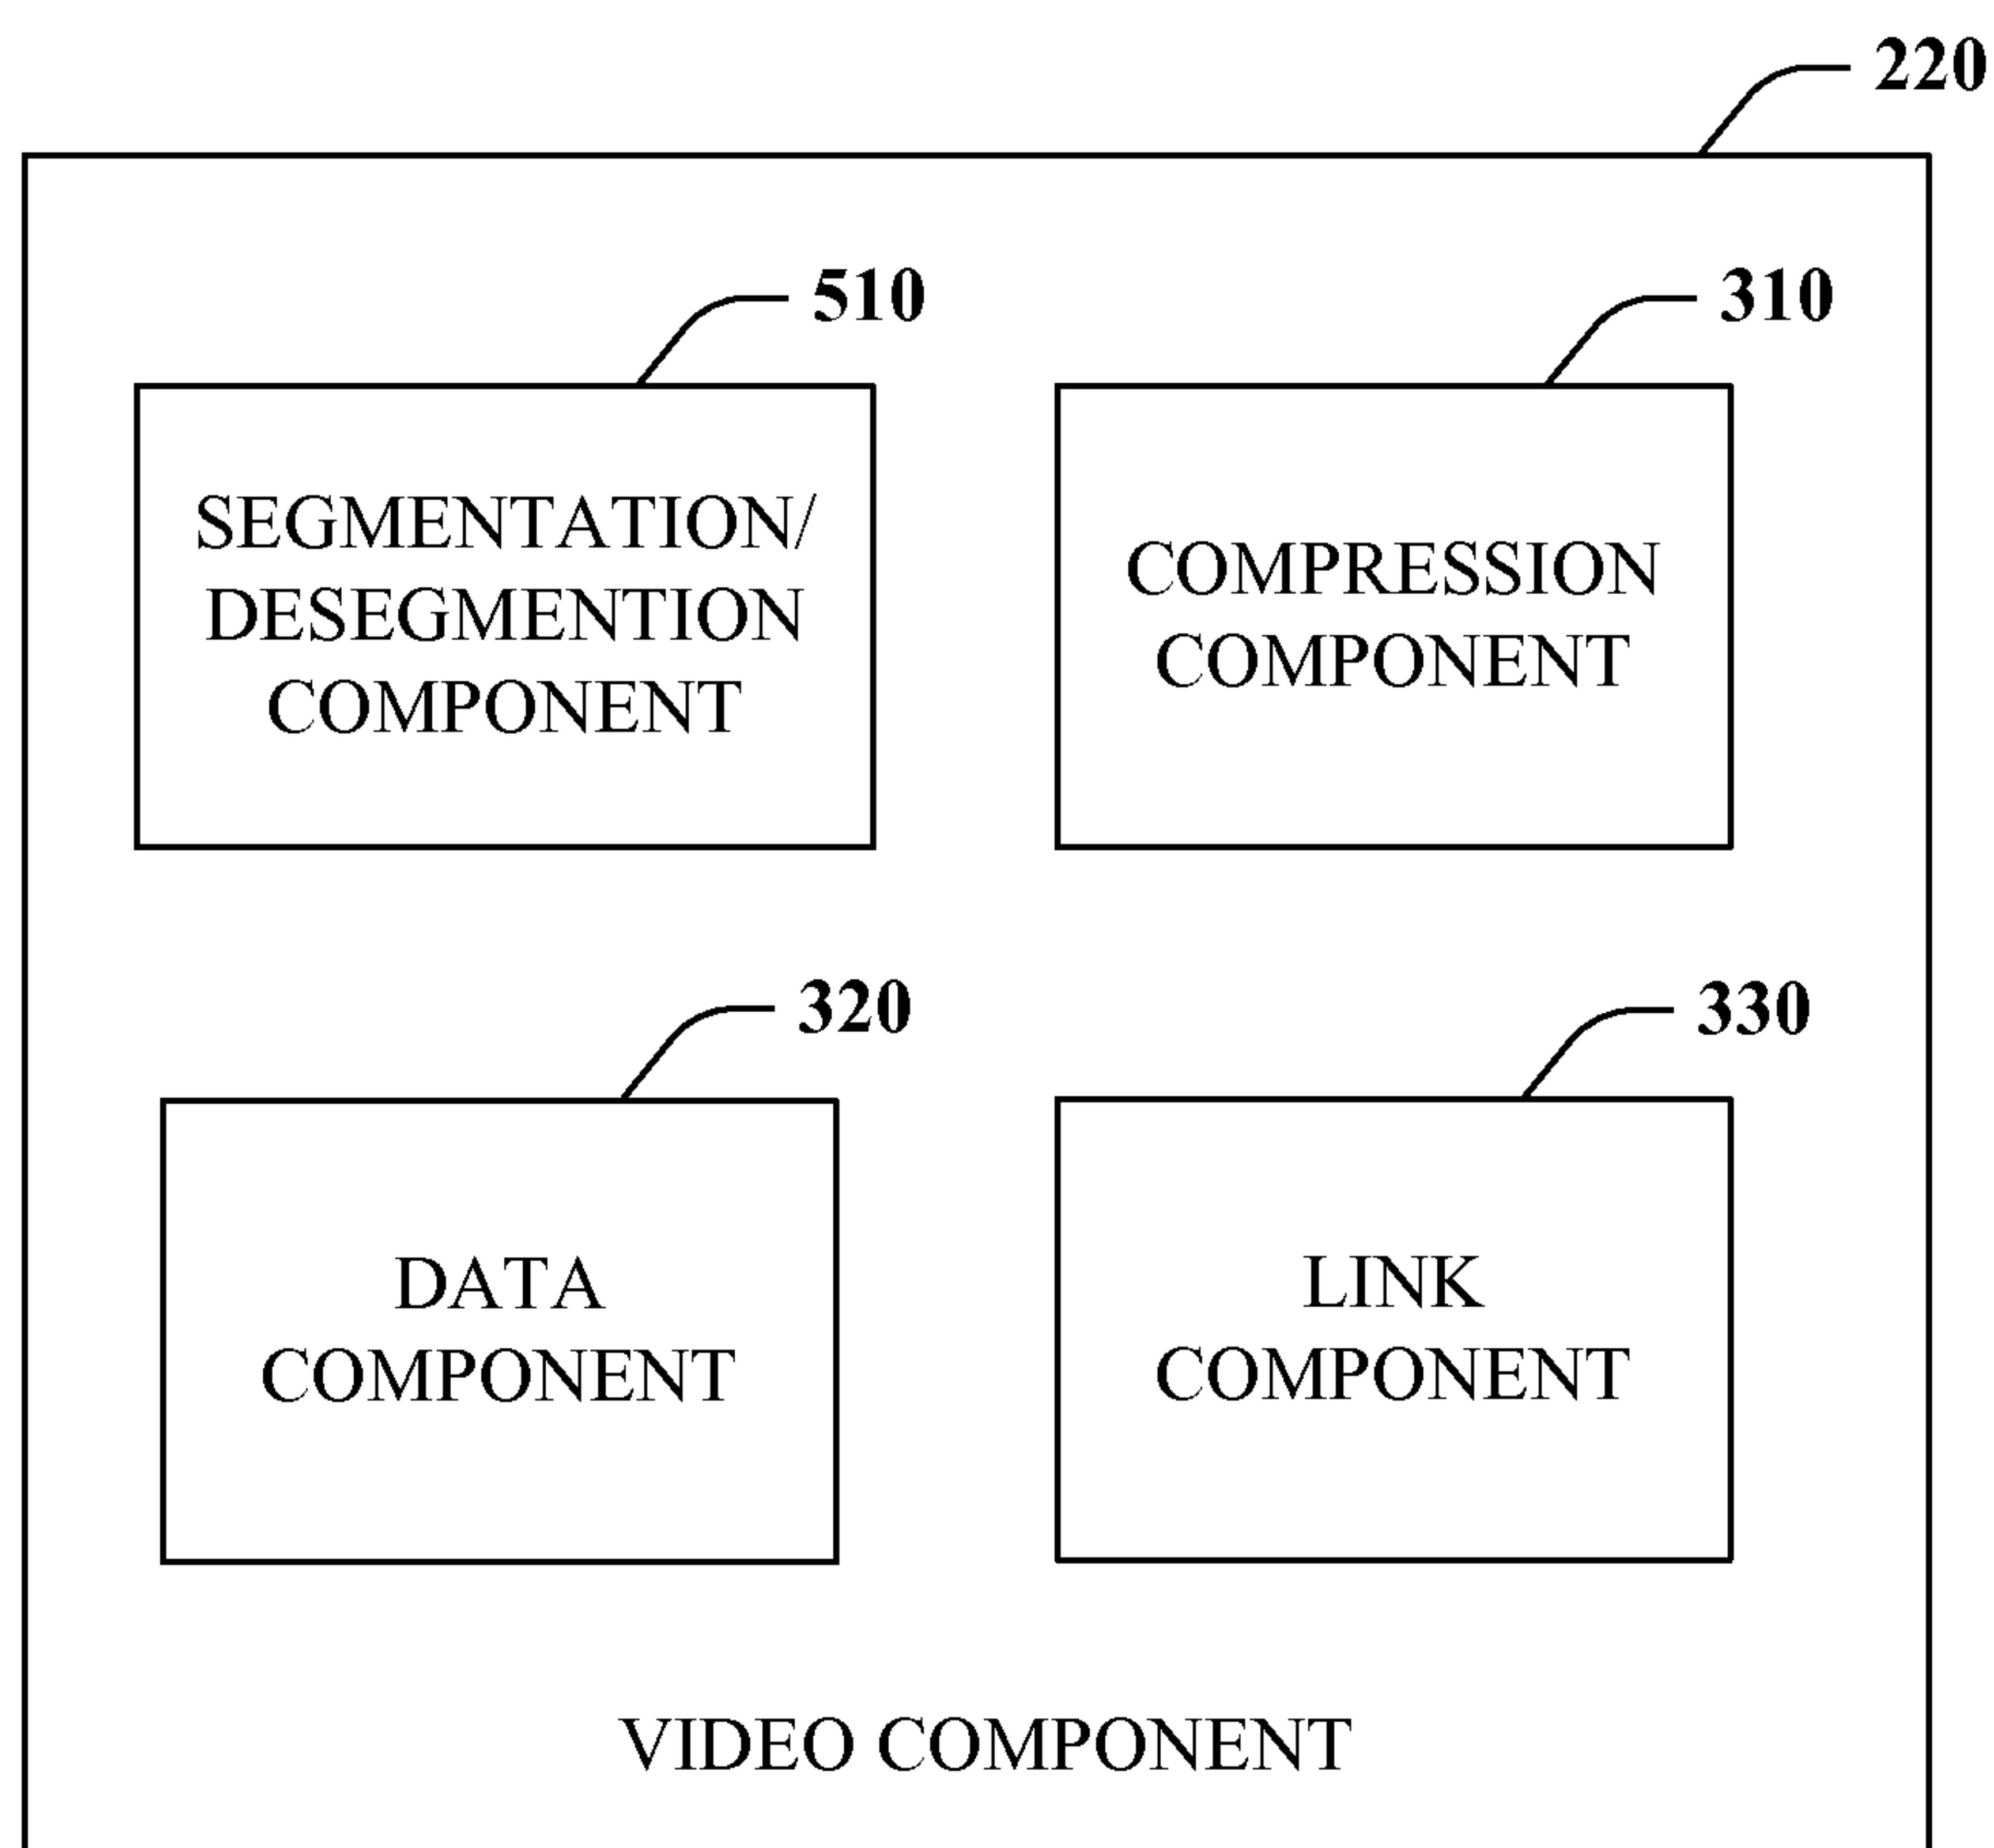 220
510
310
SEGMENTATION/
DESEGMENTION
COMPONENT
COMPRESSION
COMPONENT
320
330
DATA
COMPONENT
LINK
COMPONENT
VIDEO COMPONENT